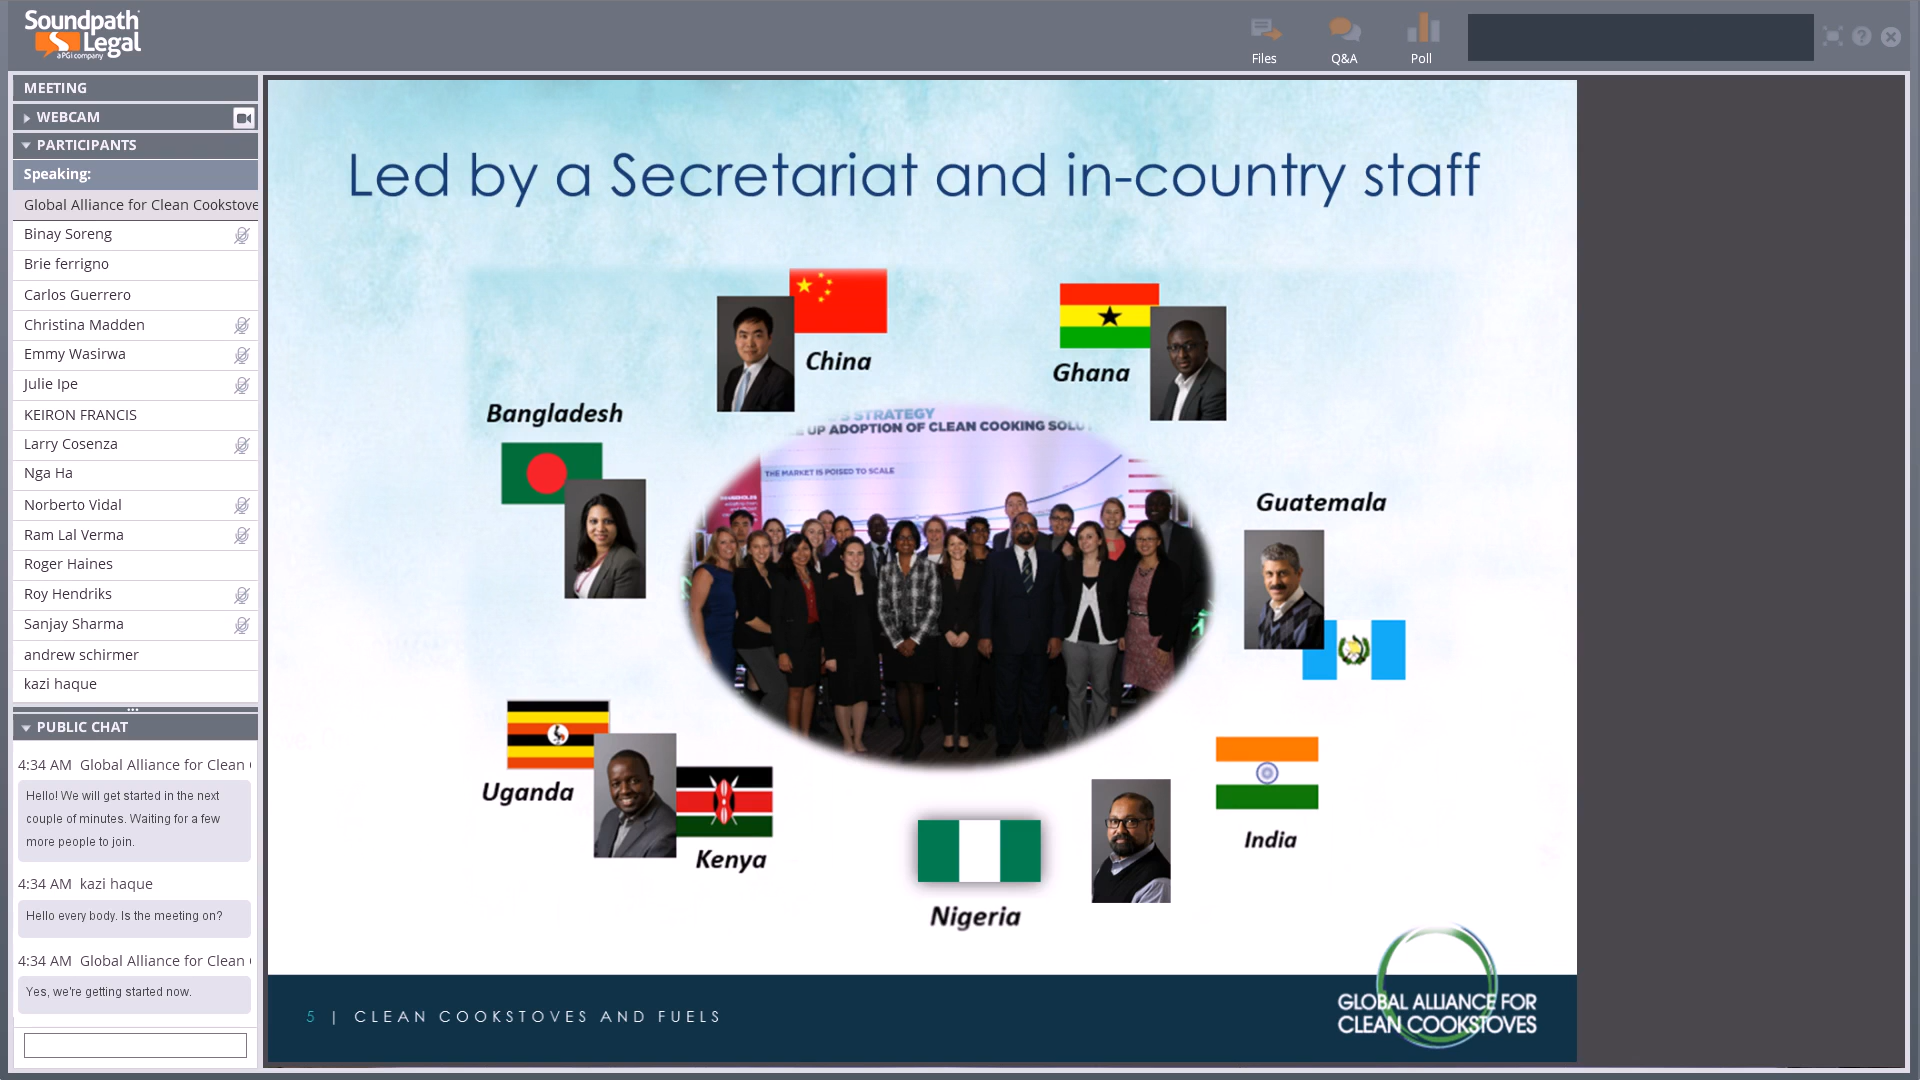 Soundpath
Legal
a PGi company
Files
Q&A
Poll
MEETING
WEBCAM
PARTICIPANTS
Speaking:
Global Alliance for Clean Cookstove
Binay Soreng
Brie ferrigno
Carlos Guerrero
Christina Madden
Emmy Wasirwa
Julie Ipe
KEIRON FRANCIS
Larry Cosenza
Nga Ha
Norberto Vidal
Ram Lal Verma
Roger Haines
Roy Hendriks
Sanjay Sharma
andrew schirmer
kazi haque
PUBLIC CHAT
4:34 AM Global Alliance for Clean
Hello! We will get started in the next
couple of minutes. Waiting for a few
more people to join.
4:34 AM kazi haque
Hello every body. Is the meeting on?
4:34 AM Global Alliance for Clean
Yes, we're getting started now.
Led by a Secretariat and in-country staff
China
Ghana
Bangladesh
'S STRATEGY
UP ADOPTION OF CLEAN COOKING SOLU
THE MARKET IS POISED TO SCALE
Guatemala
Uganda
Kenya
India
Nigeria
5 | CLEAN COOKSTOVES AND FUELS
GLOBAL ALLIANCE FOR
CLEAN COOKSTOVES